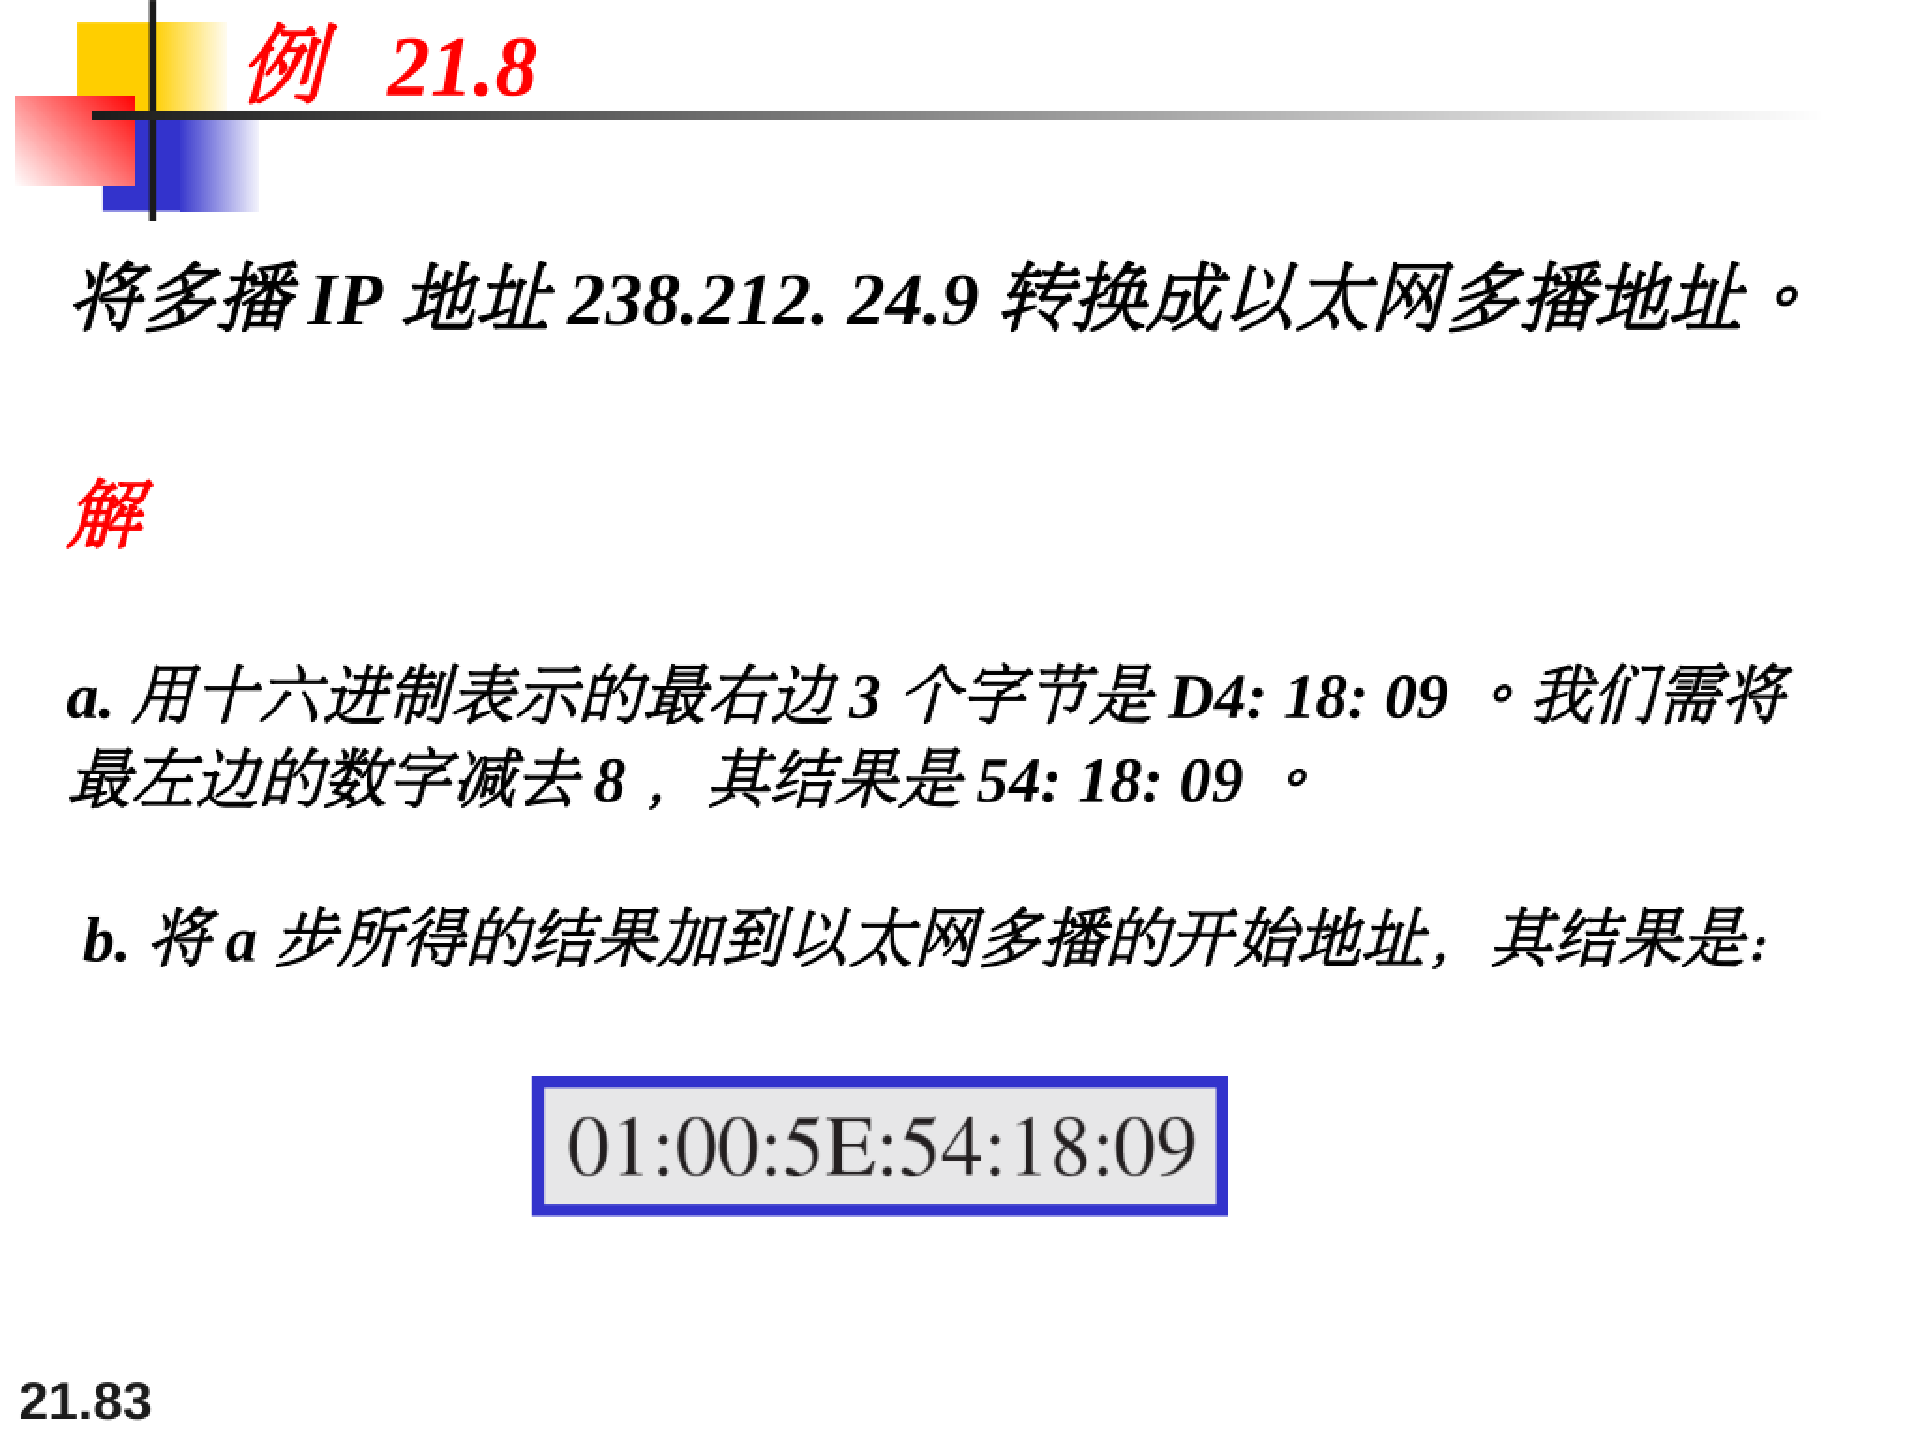 例 21.8
将多播 IP 地址 238.212. 24.9 转换成以太网多播地址。
解
a. 用十六进制表示的最右边 3 个字节是 D4: 18: 09 。我们需将
最左边的数字减去 8 ，其结果是 54: 18: 09 。
b. 将 a 步所得的结果加到以太网多播的开始地址，其结果是：
01:00:5E:54:18:09
21.83